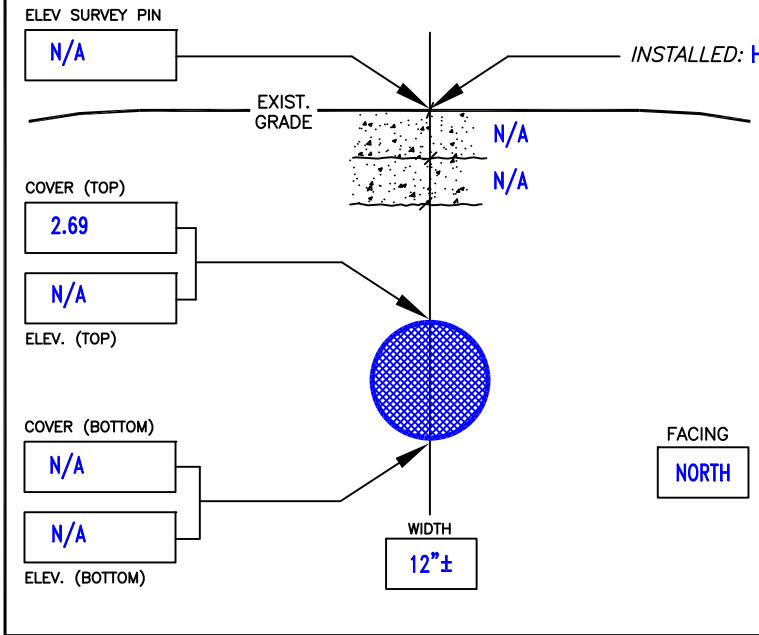 ELEV SURVEY PIN
N/A
INSTALLED: H
EXIST.
GRADE
N/A
N/A
COVER (TOP)
2.69
N/A
ELEV. (TOP)
COVER (BOTTOM)
N/A
N/A
ELEV. (BOTTOM)
FACING
NORTH
WIDTH
12"±